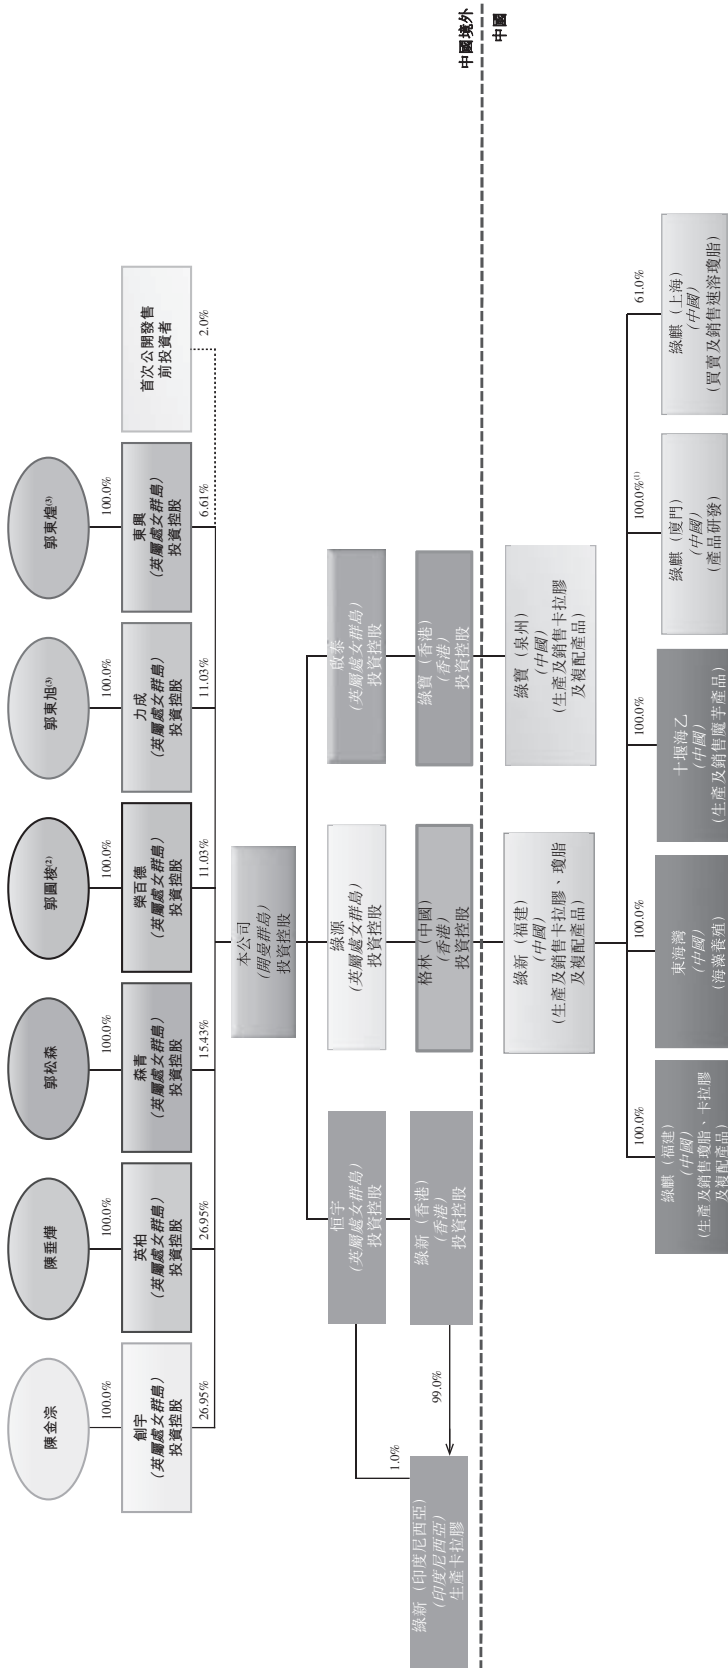 陳金淙
陳垂燁
郭松森
郭圓梭(2)
郭東旭(3)
郭東煌(3)
100.0%
100.0%
100.0%
100.0%
100.0%
100.0%
創宇
(英屬處女群島)
投資控股
英柏
(英屬處女群島)
投資控股
森青
(英屬處女群島)
投資控股
榮百德
(英屬處女群島)
投資控股
力成
(英屬處女群島)
投資控股
東興
(英屬處女群島)
投資控股
首次公開發售
前投資者
26.95%
26.95%
15.43%
11.03%
11.03%
6.61%
2.0%
本公司
(開曼群島)
投資控股
恒宇
(英屬處女群島)
投資控股
綠源
(英屬處女群島)
投資控股
啟泰
(英屬處女群島)
投資控股
1.0%
99.0%
綠新(印度尼西亞)
(印度尼西亞)
生產卡拉膠
綠新(香港)
(香港)
投資控股
格林(中國)
(香港)
投資控股
綠寶(香港)
(香港)
投資控股
中國境外
中國
綠新(福建)
(中國)
(生產及銷售卡拉膠、瓊脂
及複配產品)
綠寶(泉州)
(中國)
(生產及銷售卡拉膠
及複配產品)
100.0%
100.0%
100.0%
100.0%(1)
61.0%
綠麒(福建)
(中國)
(生產及銷售瓊脂、卡拉膠
及複配產品)
東海灣
(中國)
(海藻養殖)
十堰海乙
(中國)
(生產及銷售魔芋產品)
綠麒(廈門)
(中國)
(產品研發)
綠麒(上海)
(中國)
(買賣及銷售速溶瓊脂)